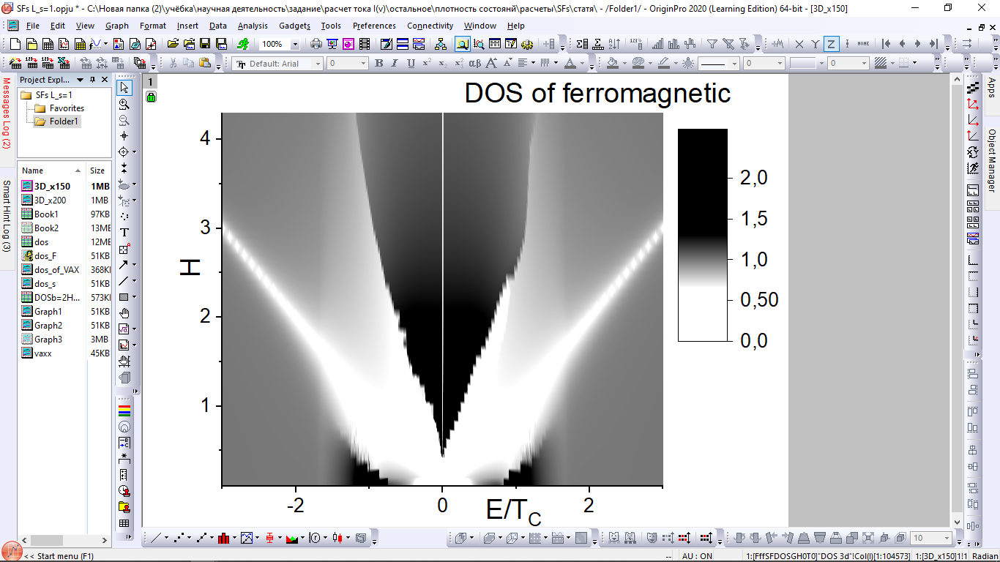 SFs L_s=1.opju * - C:\Новая папка (2)\учёбка\научная деятельность\задание\расчет тока I(v)\остальное\плотность состояний\расчеты\SFs\статя\ - /Folder1/ - OriginPro 2020 (Learning Edition) 64-bit - [3D_x150]
File Edit View Graph Format Insert Data Analysis Gadgets Tools Preferences Connectivity Window Help
100%
Default: Arial 0 B I U αβ A A 0 0
Messages Log (2)
Smart Hint Log (3)
Project Expl...
SFs L_s=1
Favorites
Folder1
Name Size
3D_x150 1MB
3D_x200 1MB
Book1 97KB
Book2 13ME
dos 12ME
dos_F 51KB
dos_of_VAX 368KI
dos_s 51KB
DOSb=2H... 573KI
Graph1 51KB
Graph2 51KB
Graph3 3MB
vaxx 45KB
1
DOS of ferromagnetic
4
3
2
1
H
-2 0 2
E/TC
2,0
1,5
1,0
0,50
0,0
Apps
Object Manager
10
<< Start menu (F1)
-- AU : ON 1:[FffSFDOSGH0T0]"DOS 3d"!Col(I)[1:104573] 1:[3D_x150]1!1 Radian